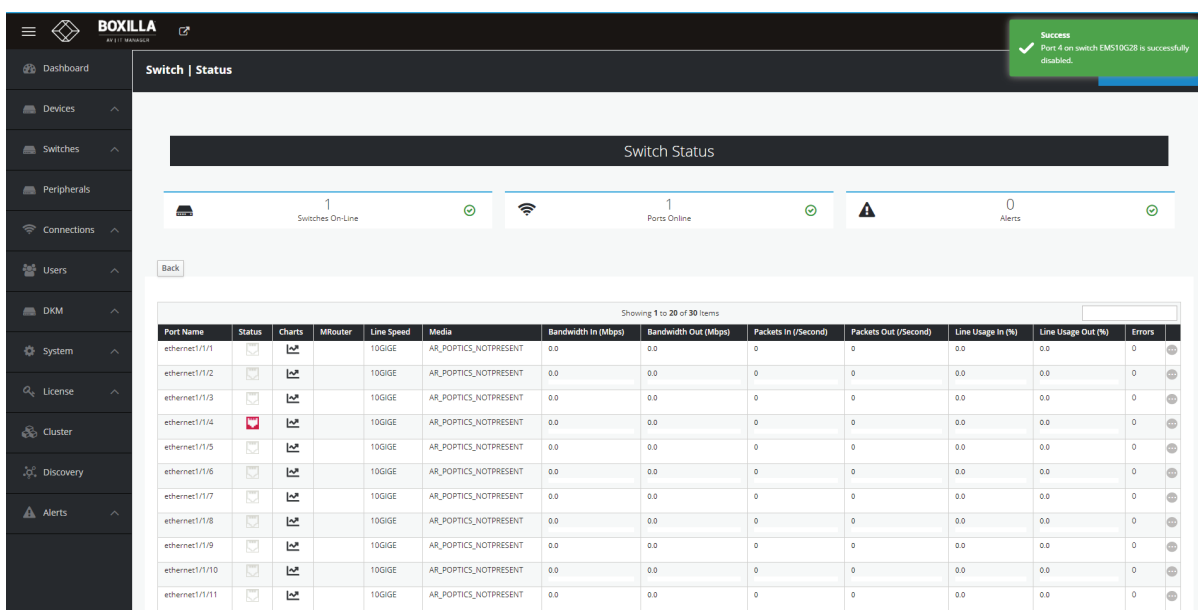 BOXILLA
AV | IT MANAGER
Success
Port 4 on switch EMS10G28 is successfully
disabled.
Dashboard
Devices
Switches
Peripherals
Connections
Users
DKM
System
License
Cluster
Discovery
Alerts
Switch | Status
Switch Status
1
Switches On-Line
1
Ports Online
0
Alerts
Back
Showing 1 to 20 of 30 Items
Port Name Status Charts MRouter Line Speed Media Bandwidth In (Mbps) Bandwidth Out (Mbps) Packets In (/Second) Packets Out (/Second) Line Usage In (%) Line Usage Out (%) Errors
ethernet1/1/1 10GIGE AR_POPTICS_NOTPRESENT 0.0 0.0 0 0 0.0 0.0 0
ethernet1/1/2 10GIGE AR_POPTICS_NOTPRESENT 0.0 0.0 0 0 0.0 0.0 0
ethernet1/1/3 10GIGE AR_POPTICS_NOTPRESENT 0.0 0.0 0 0 0.0 0.0 0
ethernet1/1/4 10GIGE AR_POPTICS_NOTPRESENT 0.0 0.0 0 0 0.0 0.0 0
ethernet1/1/5 10GIGE AR_POPTICS_NOTPRESENT 0.0 0.0 0 0 0.0 0.0 0
ethernet1/1/6 10GIGE AR_POPTICS_NOTPRESENT 0.0 0.0 0 0 0.0 0.0 0
ethernet1/1/7 10GIGE AR_POPTICS_NOTPRESENT 0.0 0.0 0 0 0.0 0.0 0
ethernet1/1/8 10GIGE AR_POPTICS_NOTPRESENT 0.0 0.0 0 0 0.0 0.0 0
ethernet1/1/9 10GIGE AR_POPTICS_NOTPRESENT 0.0 0.0 0 0 0.0 0.0 0
ethernet1/1/10 10GIGE AR_POPTICS_NOTPRESENT 0.0 0.0 0 0 0.0 0.0 0
ethernet1/1/11 10GIGE AR_POPTICS_NOTPRESENT 0.0 0.0 0 0 0.0 0.0 0